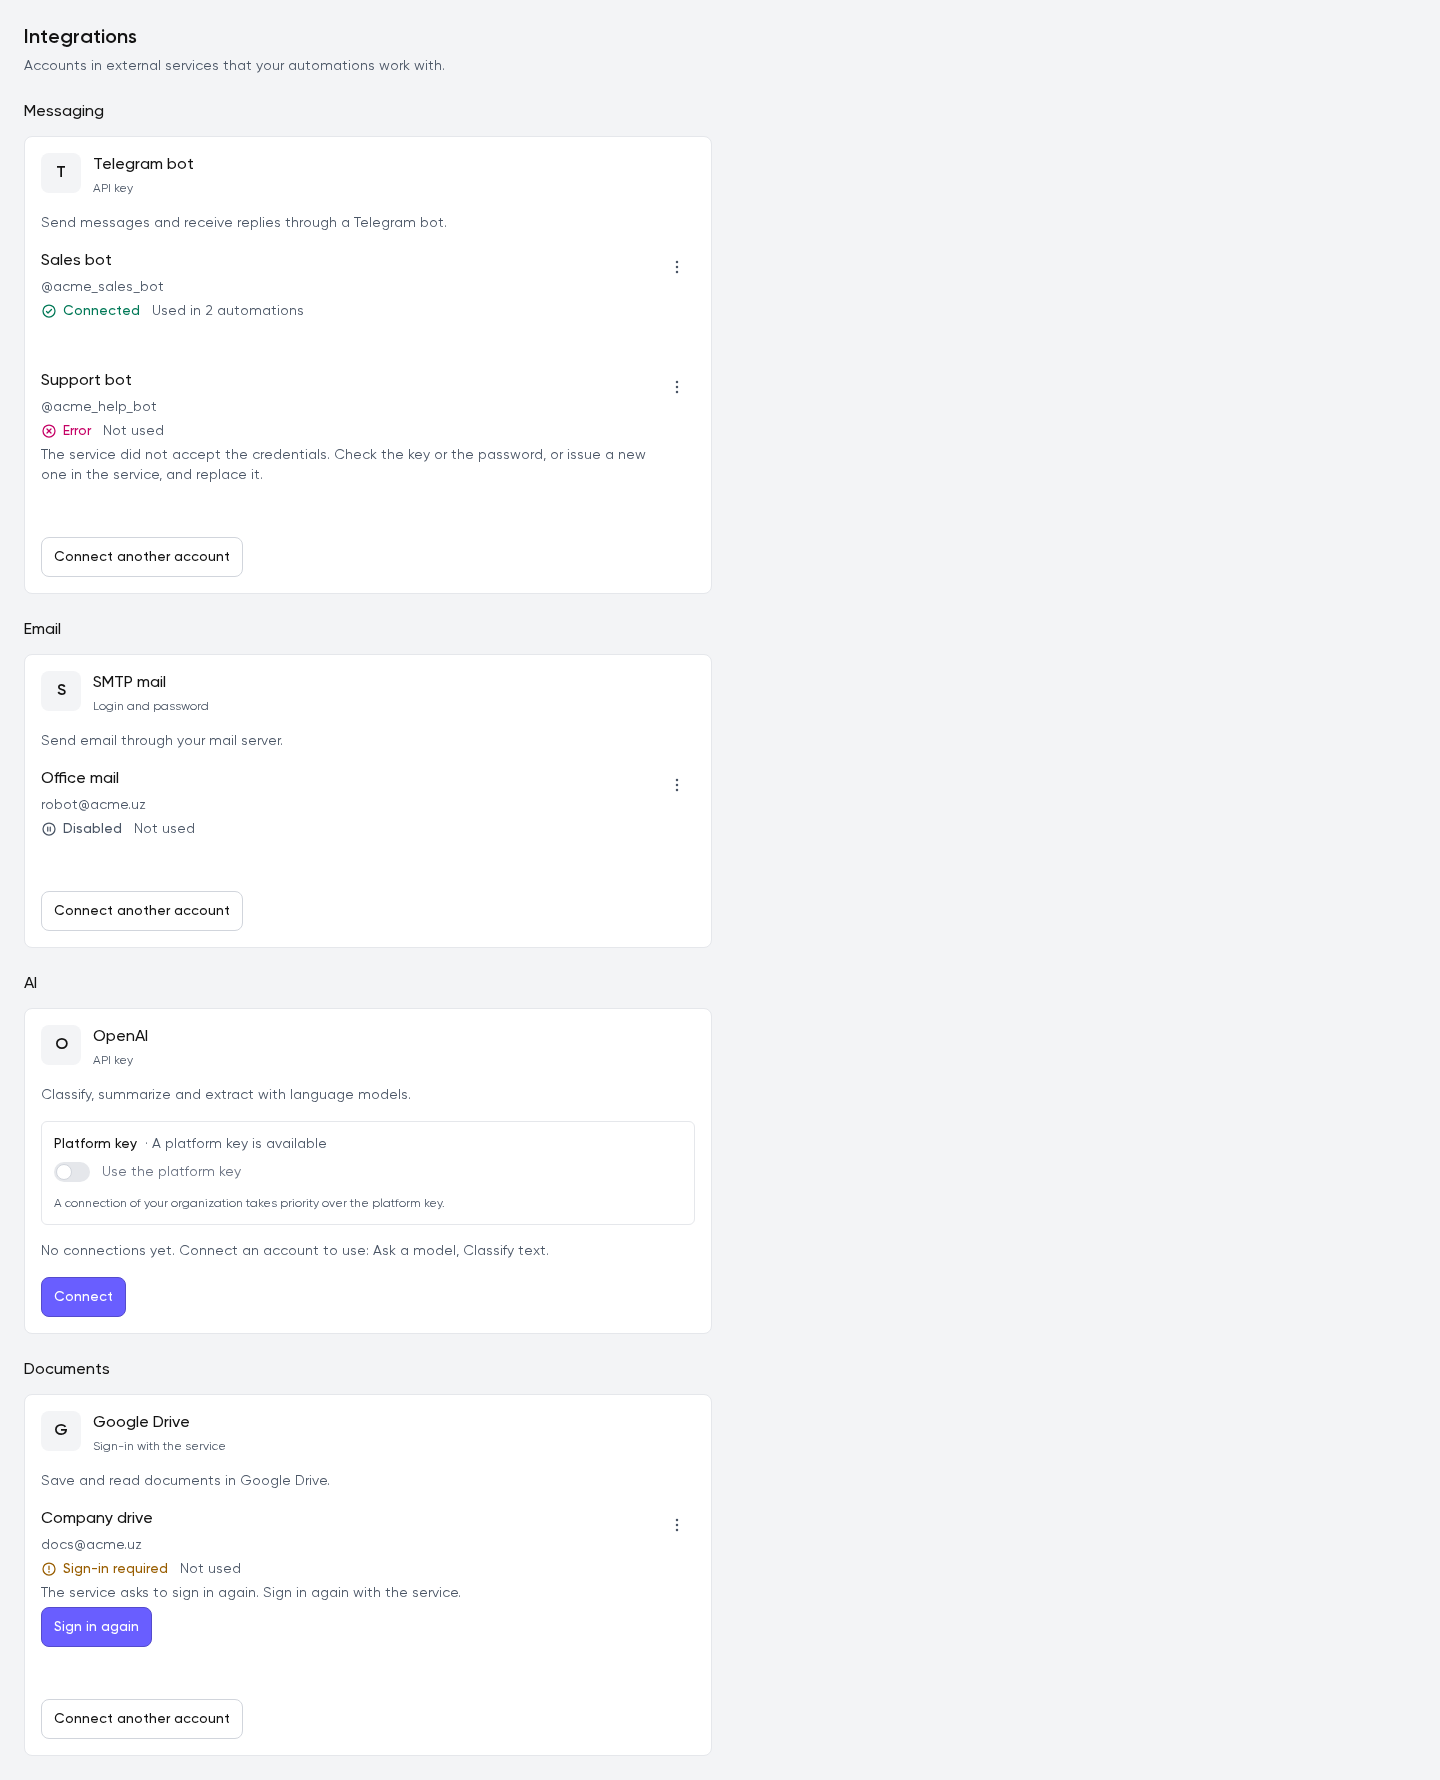 Integrations
Accounts in external services that your automations work with.
Messaging
T
Telegram bot
API key
Send messages and receive replies through a Telegram bot.
Sales bot
@acme_sales_bot
Connected Used in 2 automations
Support bot
@acme_help_bot
Error Not used
The service did not accept the credentials. Check the key or the password, or issue a new
one in the service, and replace it.
Connect another account
Email
S
SMTP mail
Login and password
Send email through your mail server.
Office mail
robot@acme.uz
Disabled Not used
Connect another account
AI
O
OpenAI
API key
Classify, summarize and extract with language models.
Platform key · A platform key is available
Use the platform key
A connection of your organization takes priority over the platform key.
No connections yet. Connect an account to use: Ask a model, Classify text.
Connect
Documents
G
Google Drive
Sign-in with the service
Save and read documents in Google Drive.
Company drive
docs@acme.uz
Sign-in required Not used
The service asks to sign in again. Sign in again with the service.
Sign in again
Connect another account